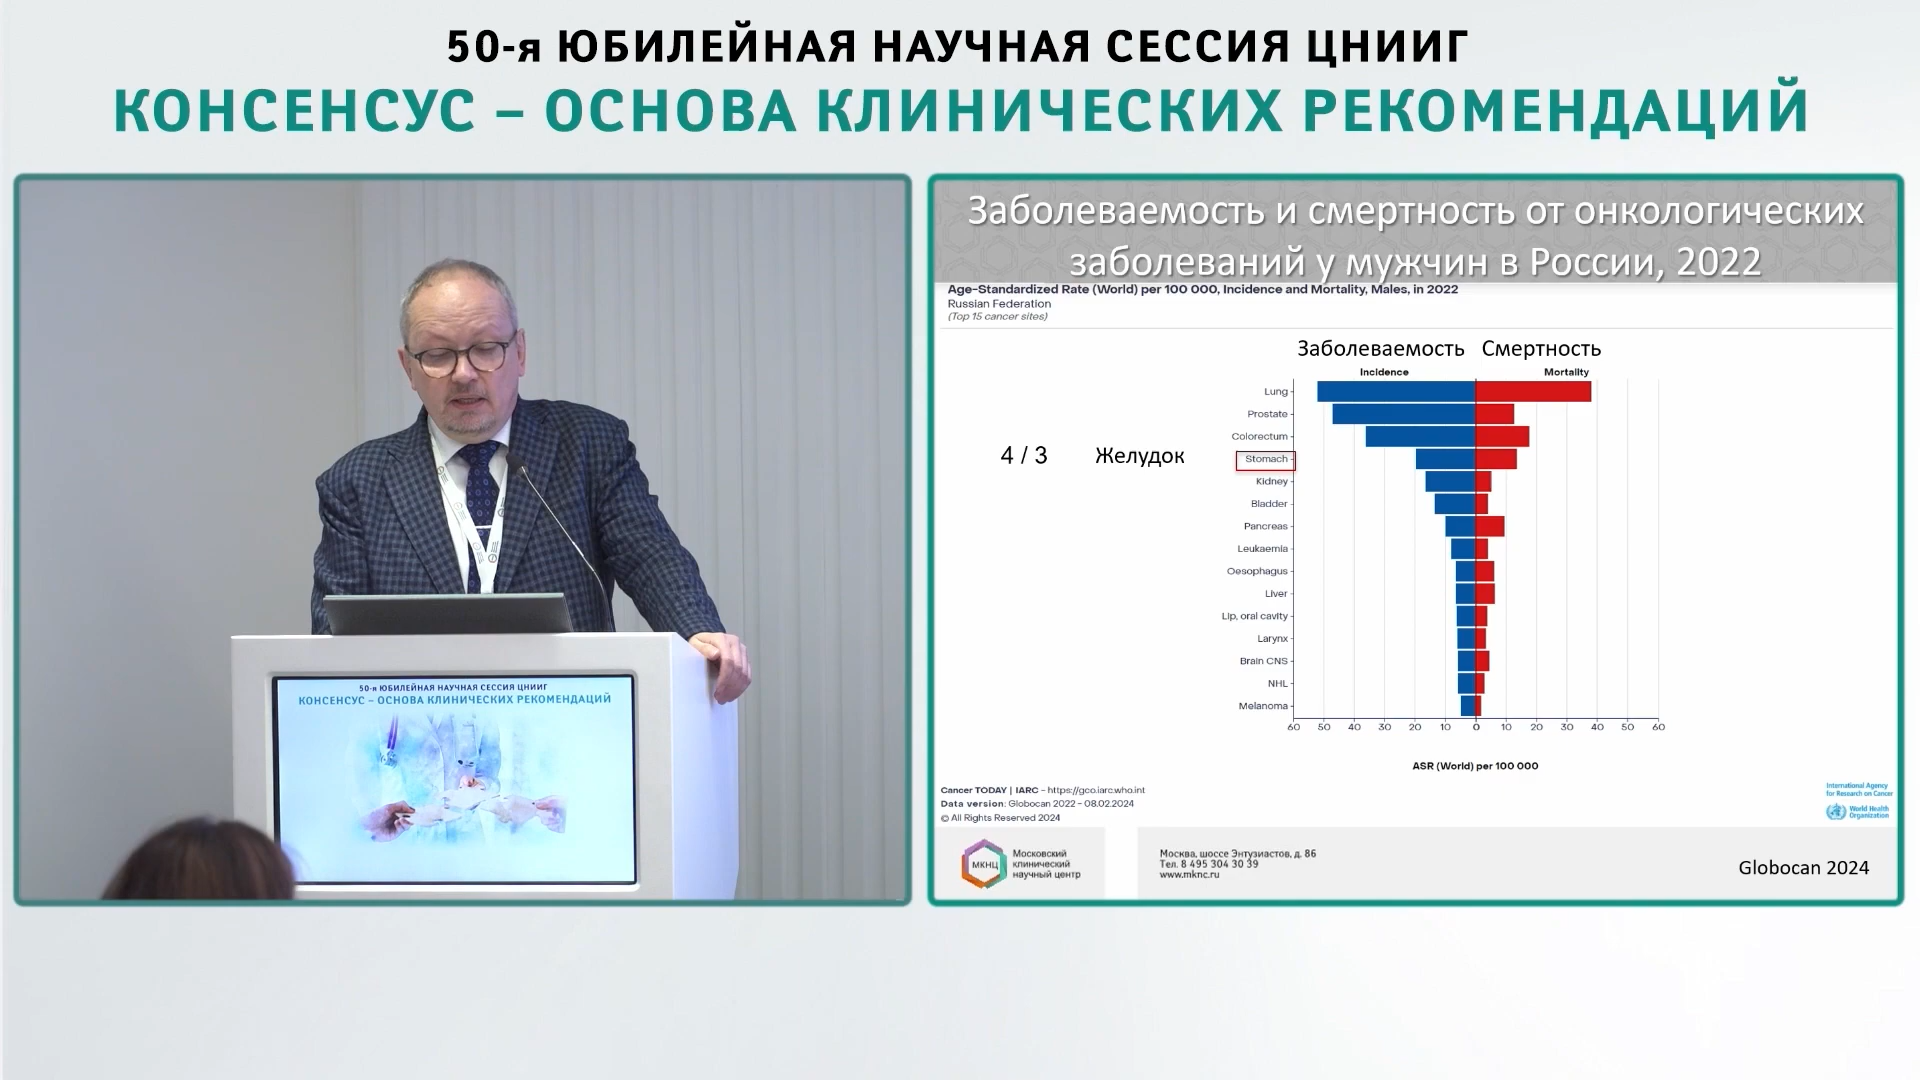 50-я ЮБИЛЕЙНАЯ НАУЧНАЯ СЕССИЯ ЦНИИГ
КОНСЕНСУС – ОСНОВА КЛИНИЧЕСКИХ РЕКОМЕНДАЦИЙ
50-я ЮБИЛЕЙНАЯ НАУЧНАЯ СЕССИЯ ЦНИИГ
КОНСЕНСУС – ОСНОВА КЛИНИЧЕСКИХ РЕКОМЕНДАЦИЙ
Заболеваемость и смертность от онкологических
заболеваний у мужчин в России, 2022
Age-Standardized Rate (World) per 100 000, Incidence and Mortality, Males, in 2022
Russian Federation
(Top 15 cancer sites)
Заболеваемость Смертность
Incidence Mortality
Lung
Prostate
Colorectum
4 / 3 Желудок Stomach
Kidney
Bladder
Pancreas
Leukaemia
Oesophagus
Liver
Lip, oral cavity
Larynx
Brain CNS
NHL
Melanoma
60 50 40 30 20 10 0 10 20 30 40 50 60
ASR (World) per 100 000
Cancer TODAY | IARC - https://gco.iarc.who.int
Data version: Globocan 2022 - 08.02.2024
© All Rights Reserved 2024
International Agency
for Research on Cancer
World Health
Organization
МКНЦ
Московский
клинический
научный центр
Москва, шоссе Энтузиастов, д. 86
Тел. 8 495 304 30 39
www.mknc.ru
Globocan 2024